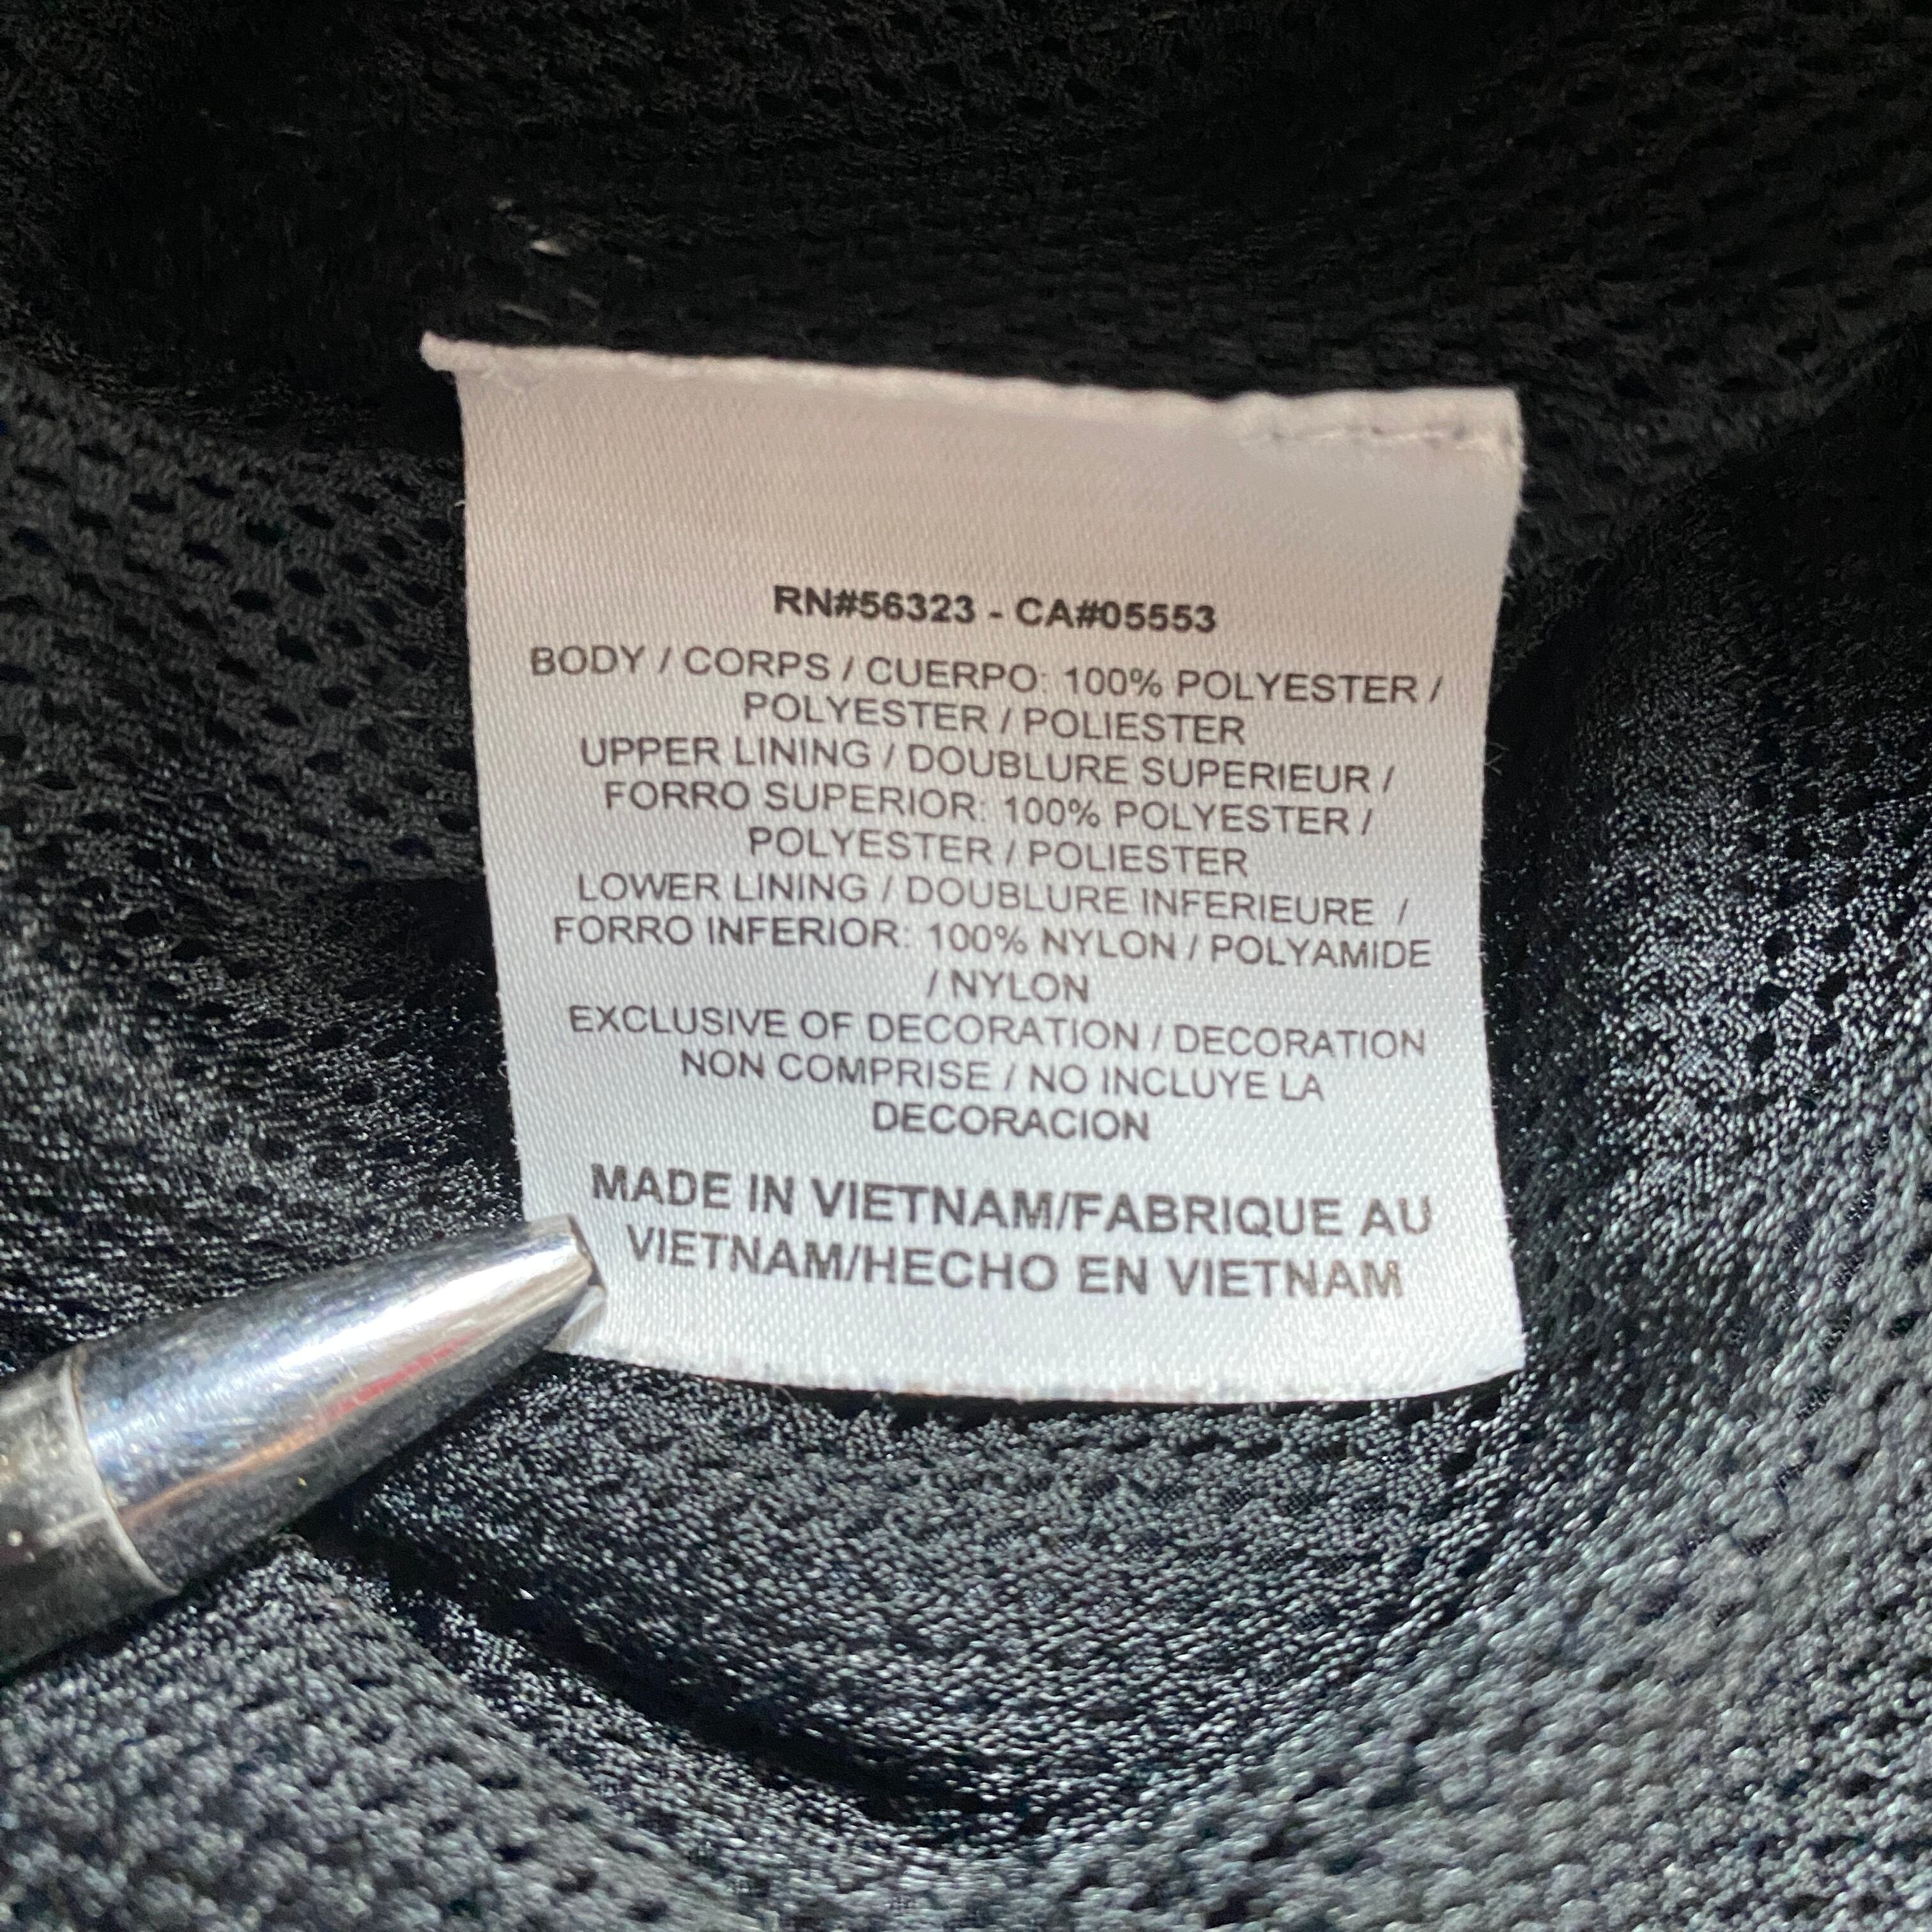 RN#56323 - CA#05553
BODY / CORPS / CUERPO: 100% POLYESTER /
POLYESTER / POLIESTER
UPPER LINING / DOUBLURE SUPERIEUR /
FORRO SUPERIOR: 100% POLYESTER /
POLYESTER / POLIESTER
LOWER LINING / DOUBLURE INFERIEURE /
FORRO INFERIOR: 100% NYLON / POLYAMIDE
/ NYLON
EXCLUSIVE OF DECORATION / DECORATION
NON COMPRISE / NO INCLUYE LA
DECORACION
MADE IN VIETNAM/FABRIQUE AU
VIETNAM/HECHO EN VIETNAM